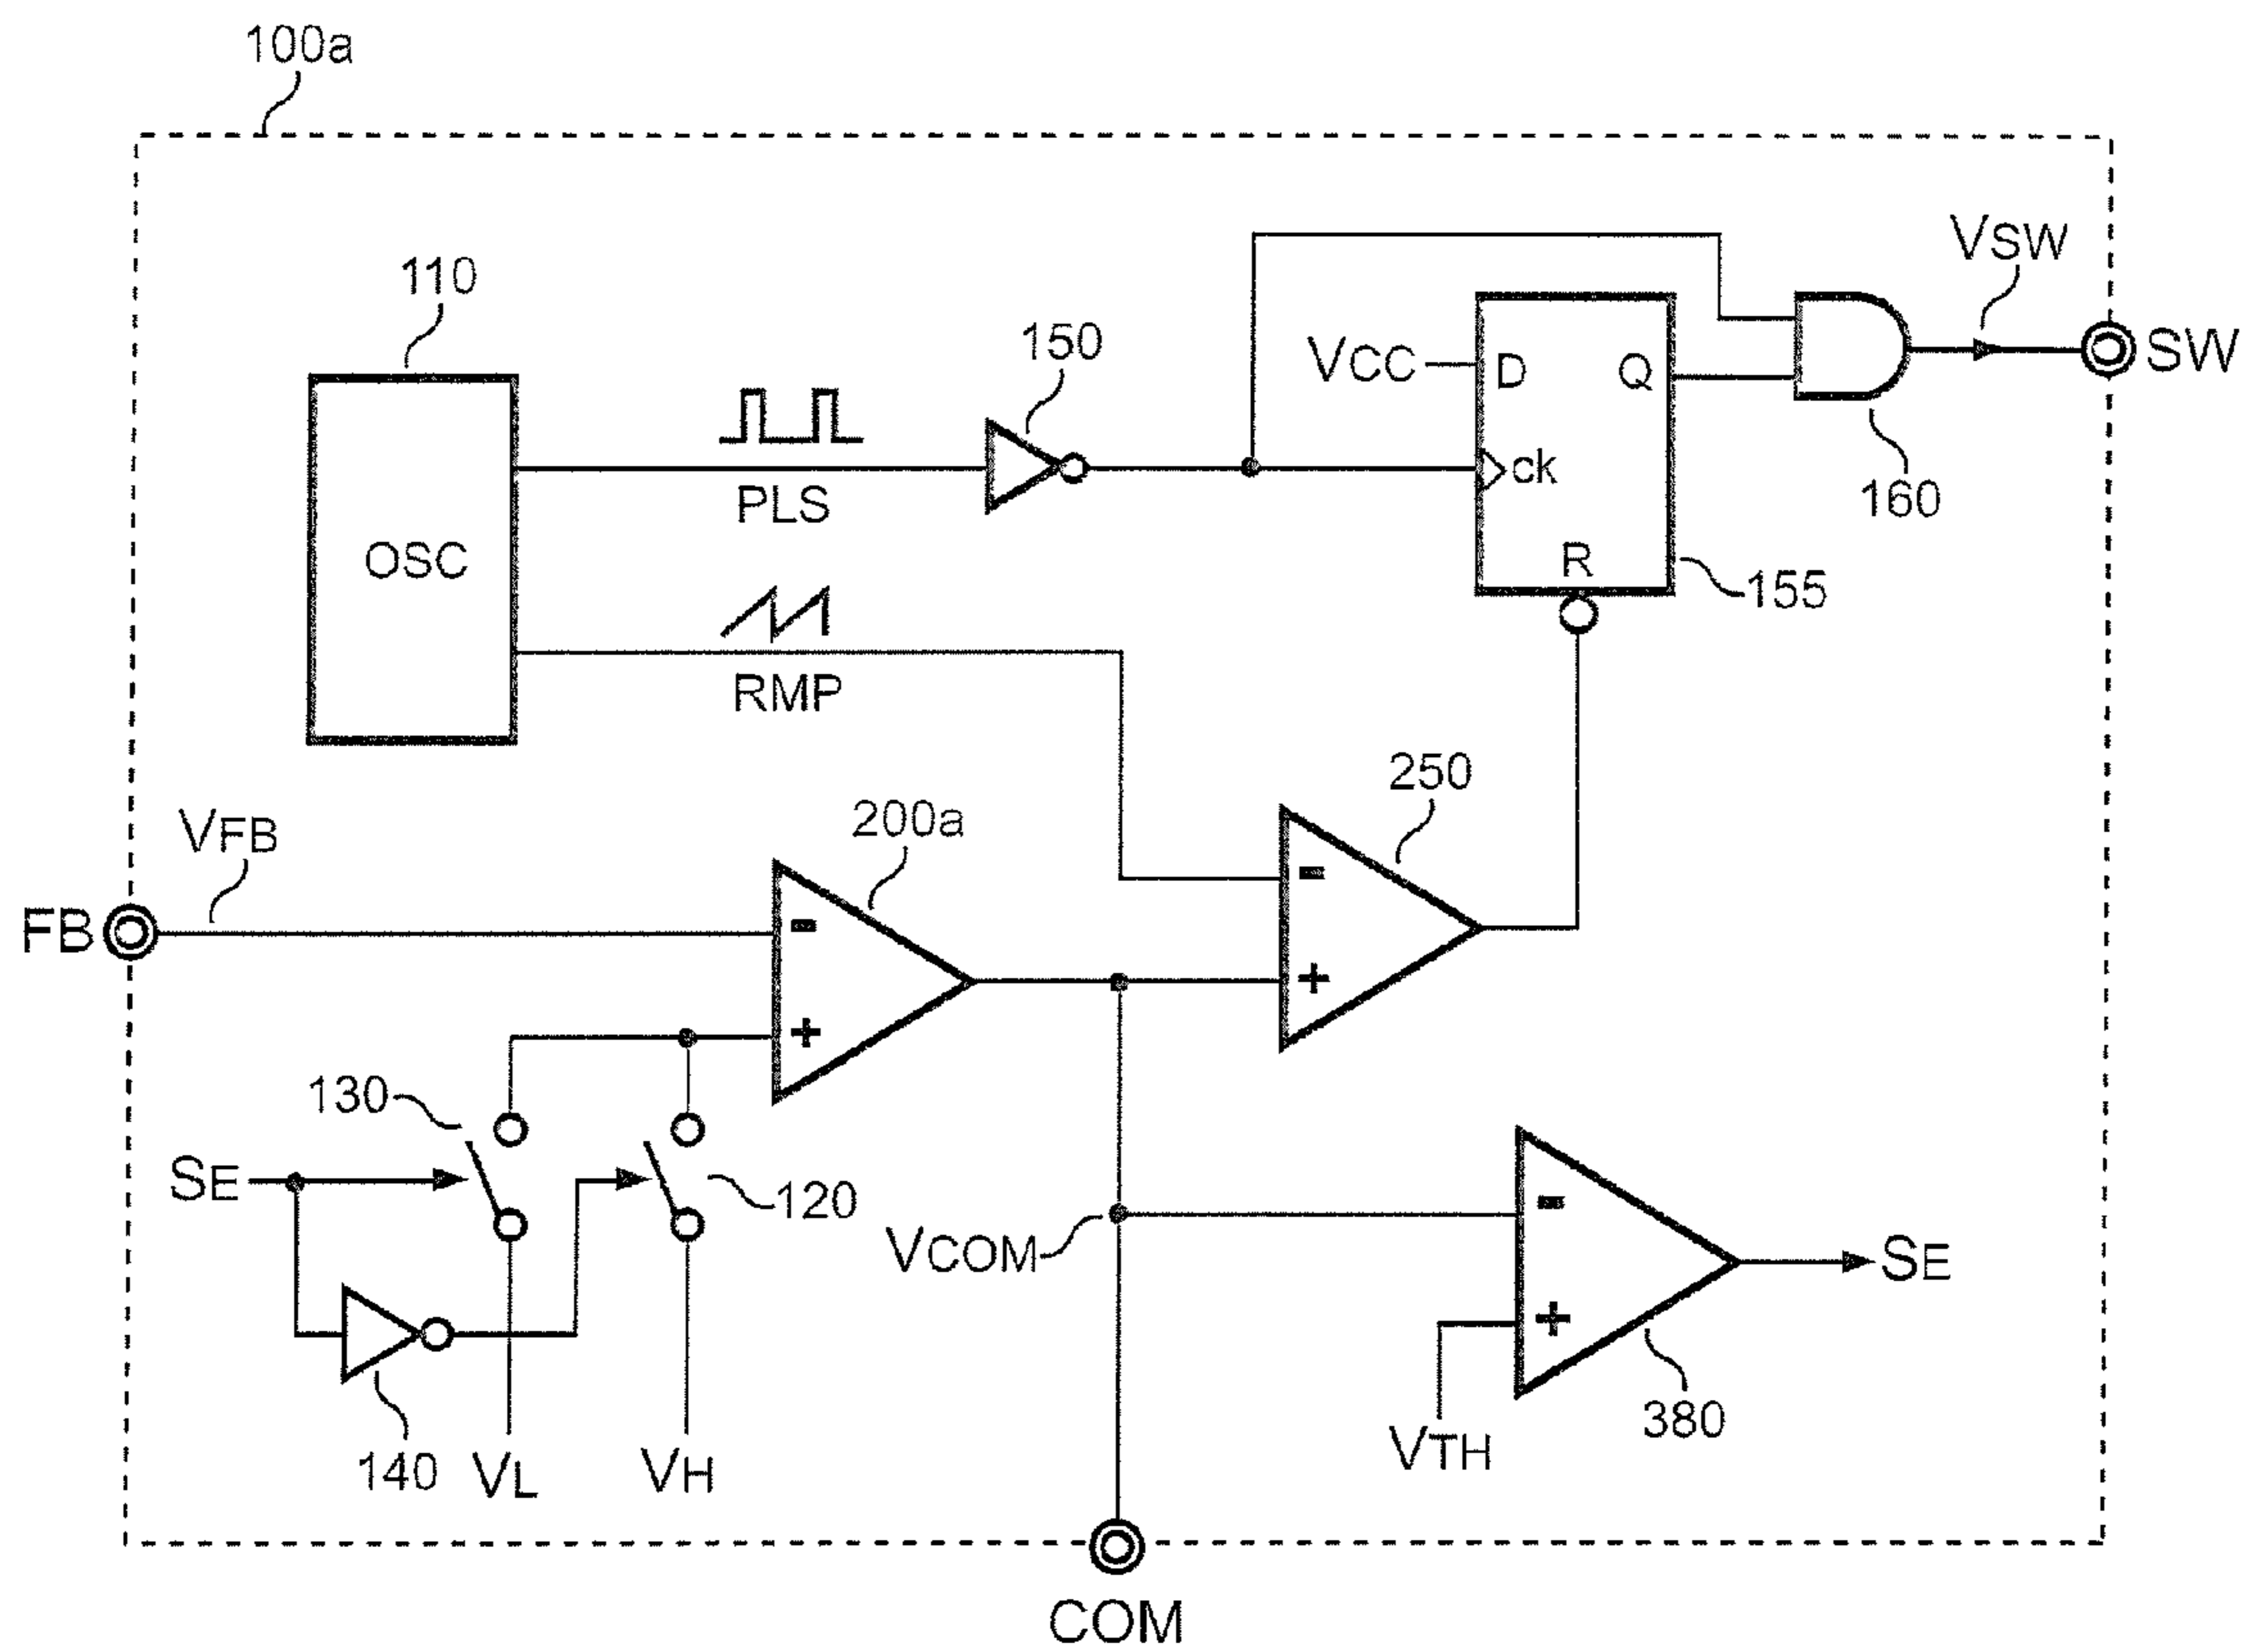 100a
110
150
VCC
D
Q
VSW
SW
PLS
ck
160
OSC
R
155
RMP
250
200a
VFB
FB
-
-
+
+
130
SE
120
-
VCOM
SE
+
140
VL
VH
VTH
380
COM